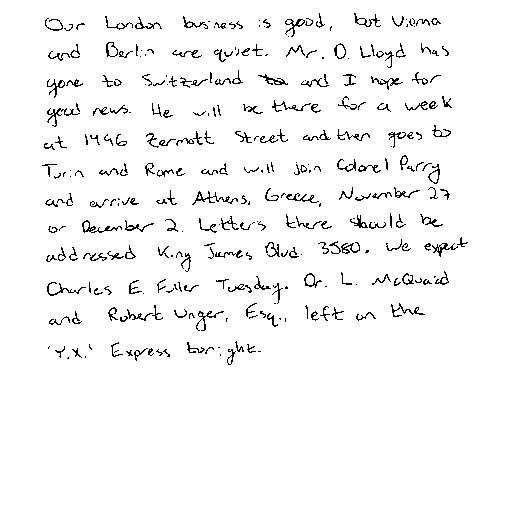 Our London business is good, but Vienna
and Berlin are quiet. Mr. D. Lloyd has
gone to Switzerland and I hope for
good news. He will be there for a week
at 1496 Zermott Street and then goes to
Turin and Rome and will join Colonel Parry
and arrive at Athens, Greece, November 27
or December 2. Letters there should be
addressed King James Blvd. 3580. We expect
Charles E. Fuller Tuesday. Dr. L. McQuaid
and Robert Unger, Esq., left on the
'Y.X.' Express tonight.